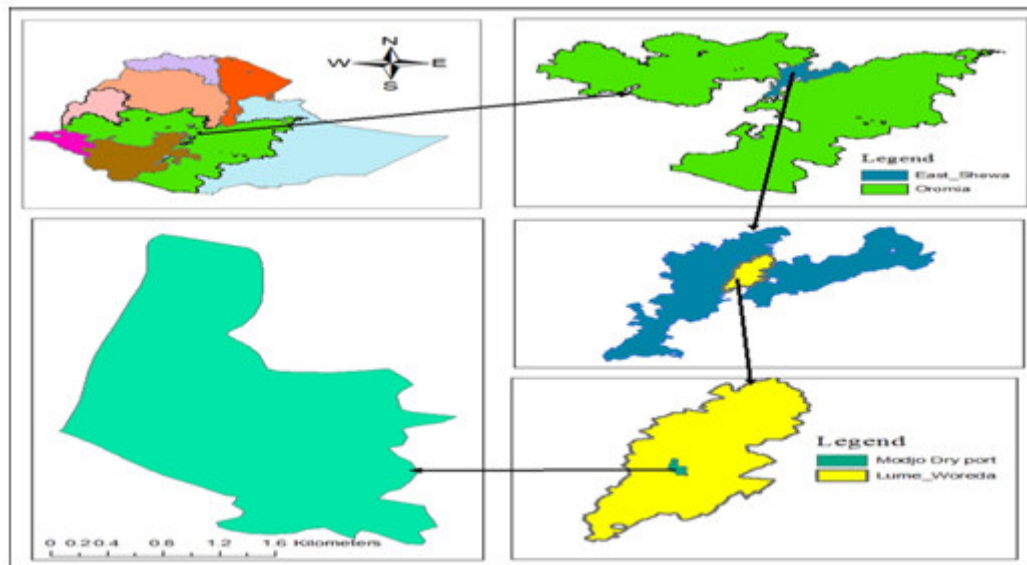 N
W E
S
Legend
East_Shewa
Oromia
Legend
Modjo Dry port
Lume_Woreda
0 0.20.4 0.8 1.2 1.6 Kilometers